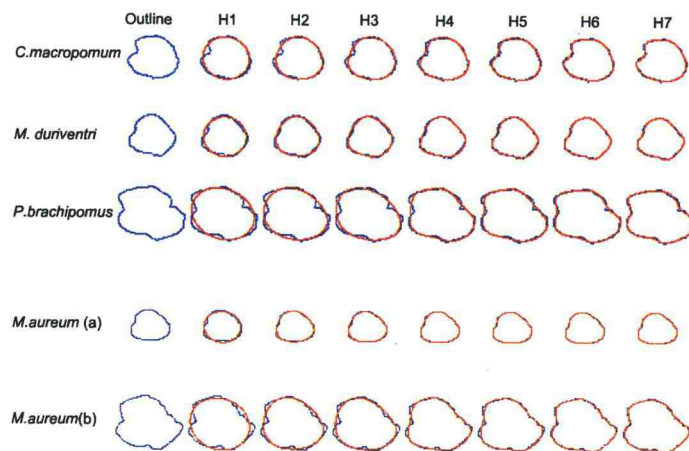 Outline H1 H2 H3 H4 H5 H6 H7
C.macropomum
M. duriventri
P.brachipomus
M.aureum (a)
M.aureum(b)